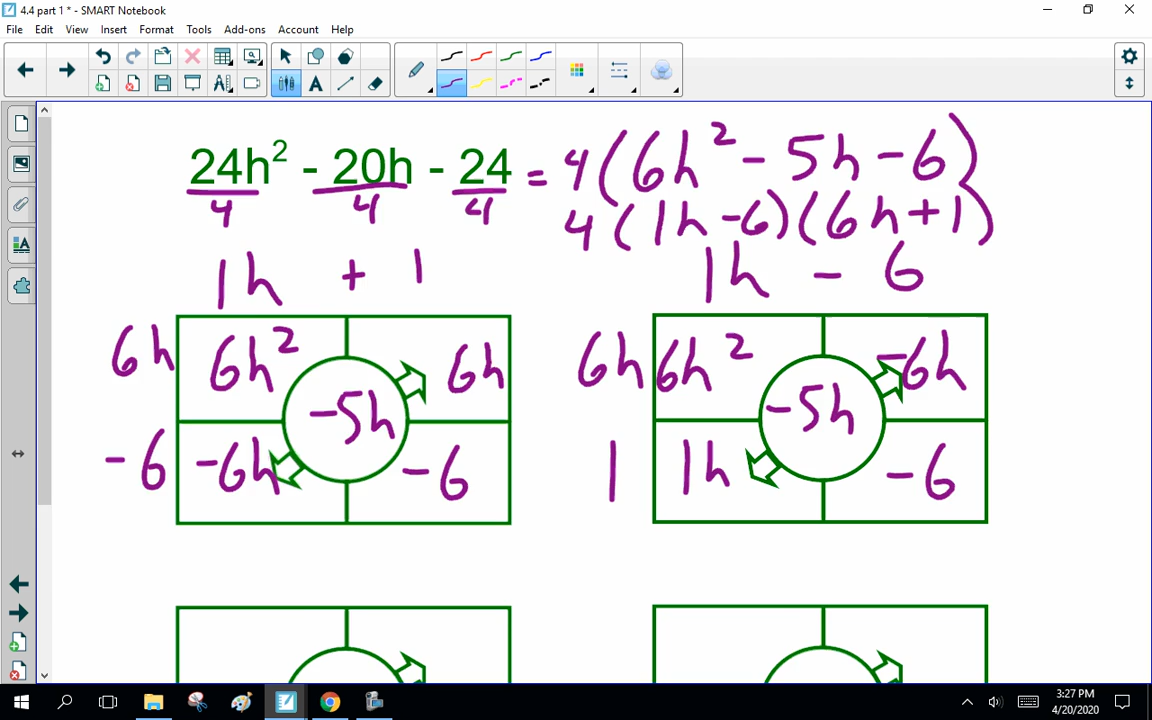 4.4 part 1 * - SMART Notebook
File Edit View Insert Format Tools Add-ons Account Help
24h² - 20h - 24 = 4(6h² - 5h - 6)
4 4 4
4(1h - 6)(6h + 1)
1h + 1
1h - 6
6h 6h² 6h
-5h
-6 -6h -6
6h 6h² -6h
-5h
1 1h -6
3:27 PM
4/20/2020